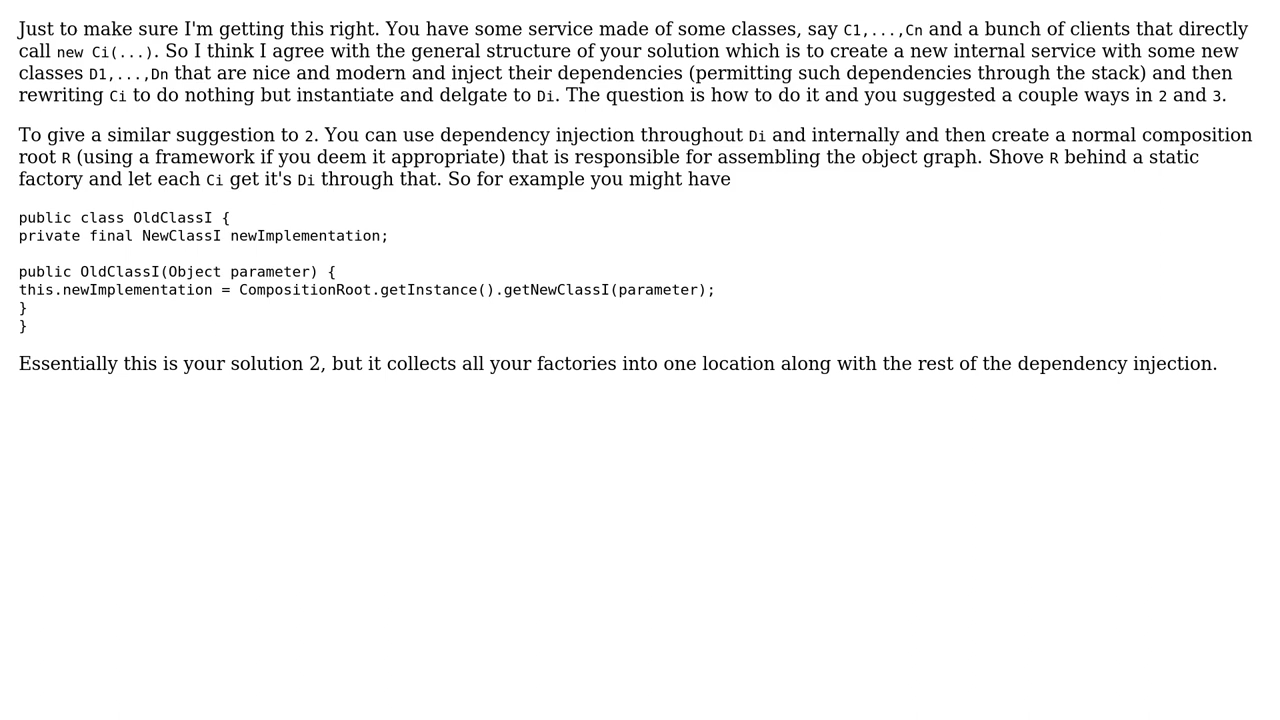 Just to make sure I'm getting this right. You have some service made of some classes, say C1,...,Cn and a bunch of clients that directly
call new Ci(...). So I think I agree with the general structure of your solution which is to create a new internal service with some new
classes D1,...,Dn that are nice and modern and inject their dependencies (permitting such dependencies through the stack) and then
rewriting Ci to do nothing but instantiate and delgate to Di. The question is how to do it and you suggested a couple ways in 2 and 3.
To give a similar suggestion to 2. You can use dependency injection throughout Di and internally and then create a normal composition
root R (using a framework if you deem it appropriate) that is responsible for assembling the object graph. Shove R behind a static
factory and let each Ci get it's Di through that. So for example you might have
public class OldClassI {
private final NewClassI newImplementation;
public OldClassI(Object parameter) {
this.newImplementation = CompositionRoot.getInstance().getNewClassI(parameter);
}
}
Essentially this is your solution 2, but it collects all your factories into one location along with the rest of the dependency injection.